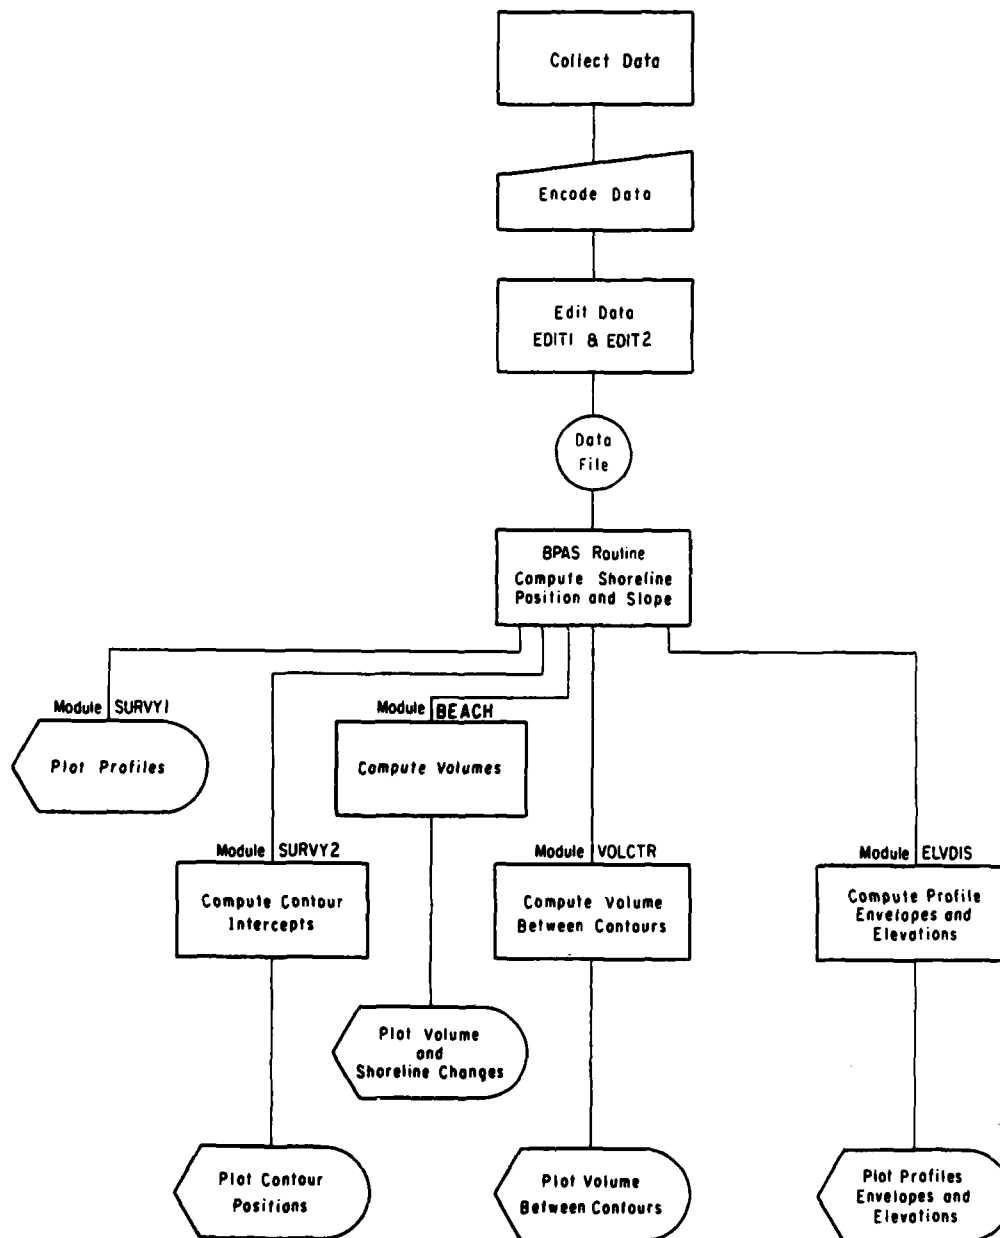 Collect Data
Encode Data
Edit Data
EDIT1 & EDIT2
Data
File
BPAS Routine
Compute Shoreline
Position and Slope
Module SURVY1
Plot Profiles
Module BEACH
Compute Volumes
Module SURVY2
Compute Contour
Intercepts
Module VOLCTR
Compute Volume
Between Contours
Module ELVDIS
Compute Profile
Envelopes and
Elevations
Plot Volume
and
Shoreline Changes
Plot Contour
Positions
Plot Volume
Between Contours
Plot Profiles
Envelopes and
Elevations